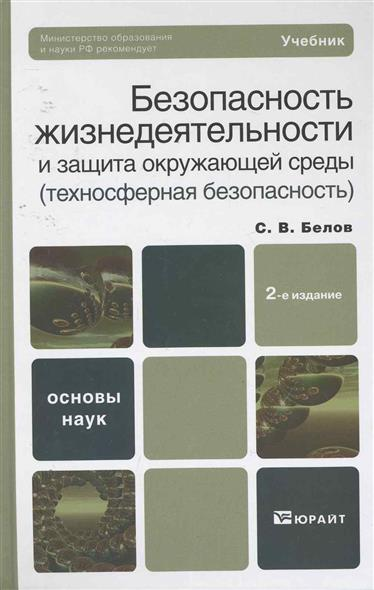 Министерство образования
и науки РФ рекомендует
Учебник
Безопасность
жизнедеятельности
и защита окружающей среды
(техносферная безопасность)
С. В. Белов
2-е издание
основы
наук
ЮРАЙТ